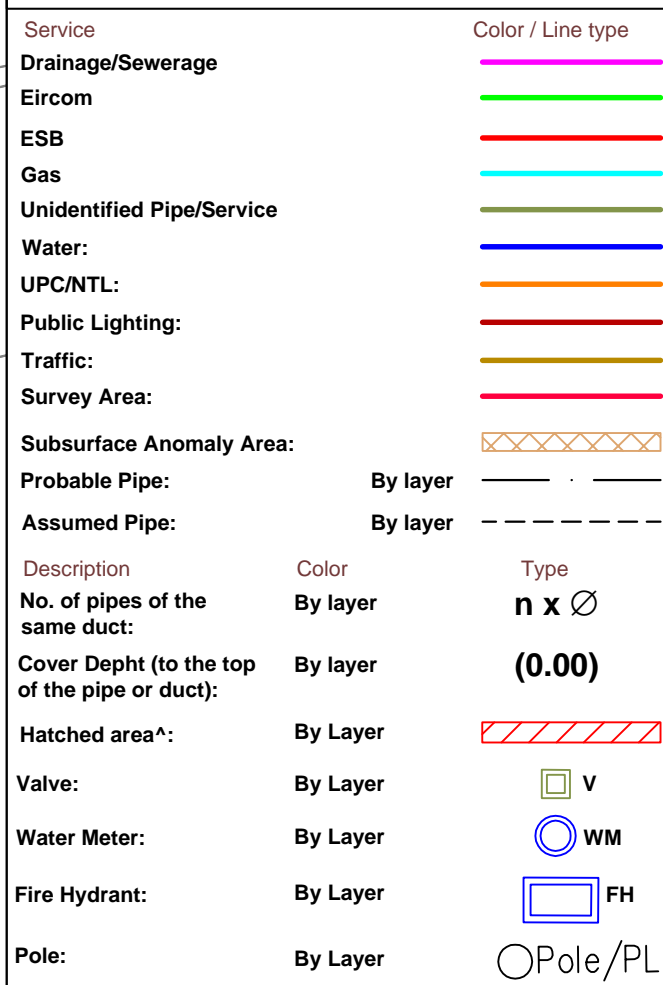 Service Color / Line type
Drainage/Sewerage
Eircom
ESB
Gas
Unidentified Pipe/Service
Water:
UPC/NTL:
Public Lighting:
Traffic:
Survey Area:
Subsurface Anomaly Area:
Probable Pipe: By layer
Assumed Pipe: By layer
Description Color Type
No. of pipes of the By layer n x ∅
same duct:
Cover Depht (to the top By layer (0.00)
of the pipe or duct):
Hatched area^: By Layer
Valve: By Layer V
Water Meter: By Layer WM
Fire Hydrant: By Layer FH
Pole: By Layer Pole/PL